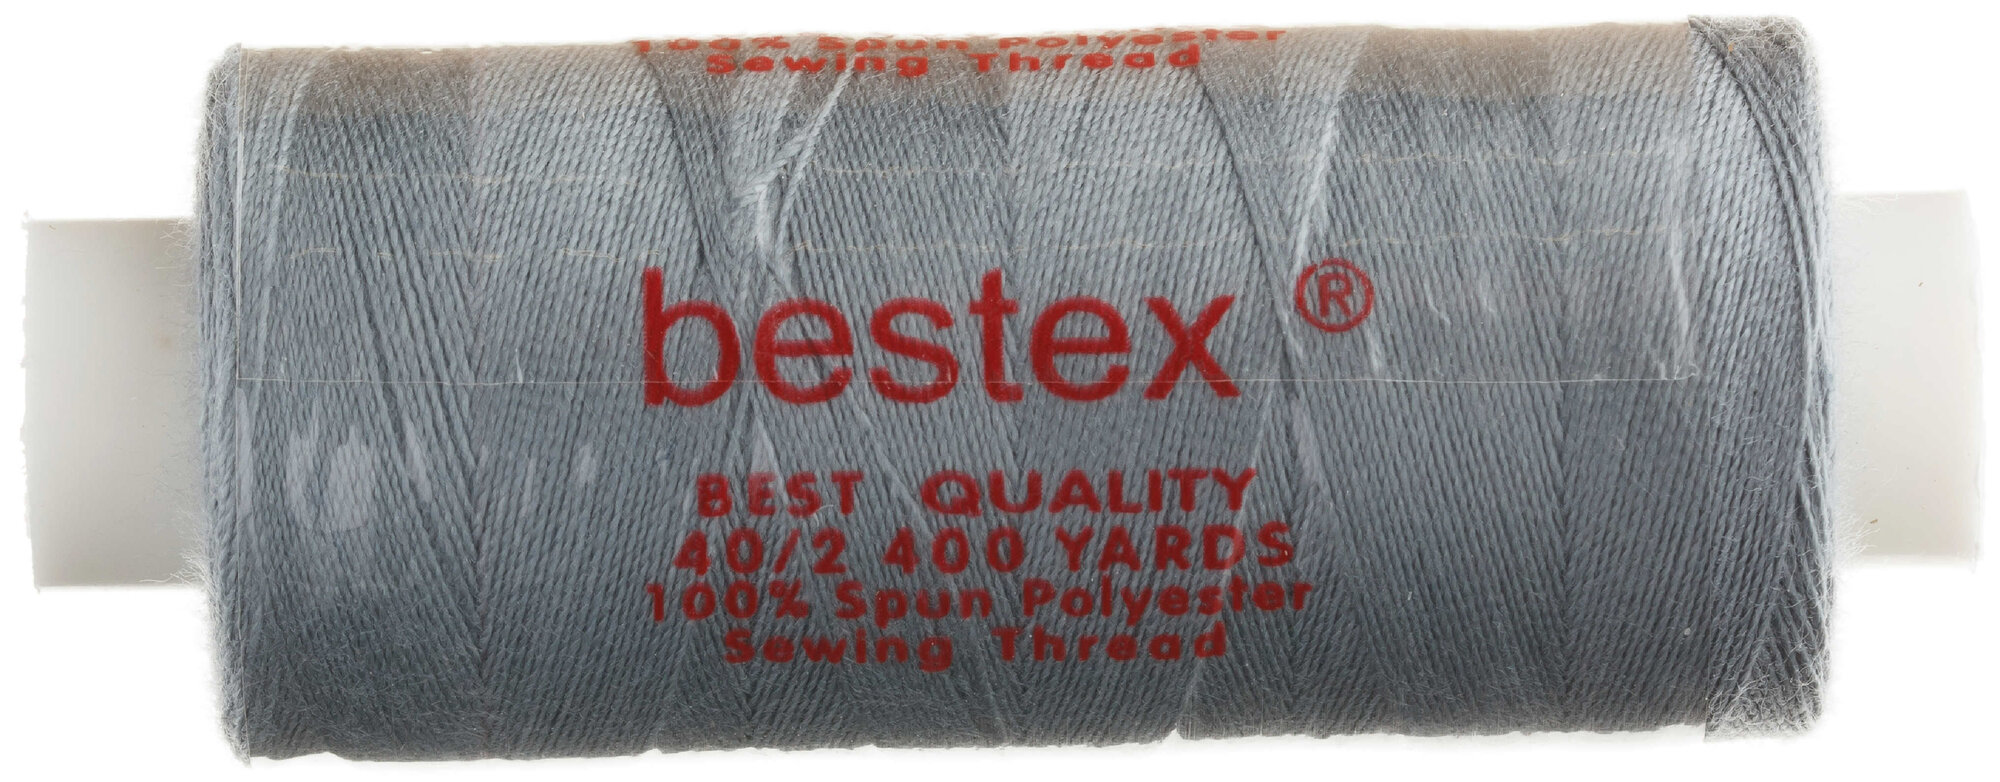 100% Spun Polyester
Sewing Thread
bestex ®
BEST QUALITY
40/2 400 YARDS
100% Spun Polyester
Sewing Thread